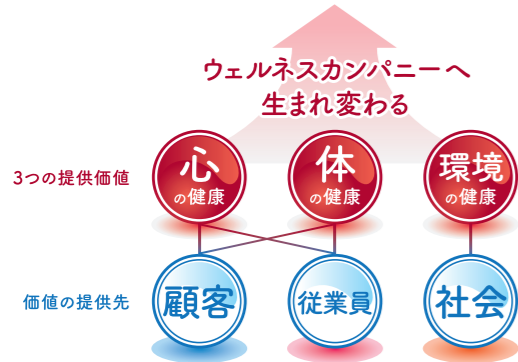 ウェルネスカンパニーへ
生まれ変わる
3つの提供価値
心
の健康
体
の健康
環境
の健康
価値の提供先
顧客
従業員
社会